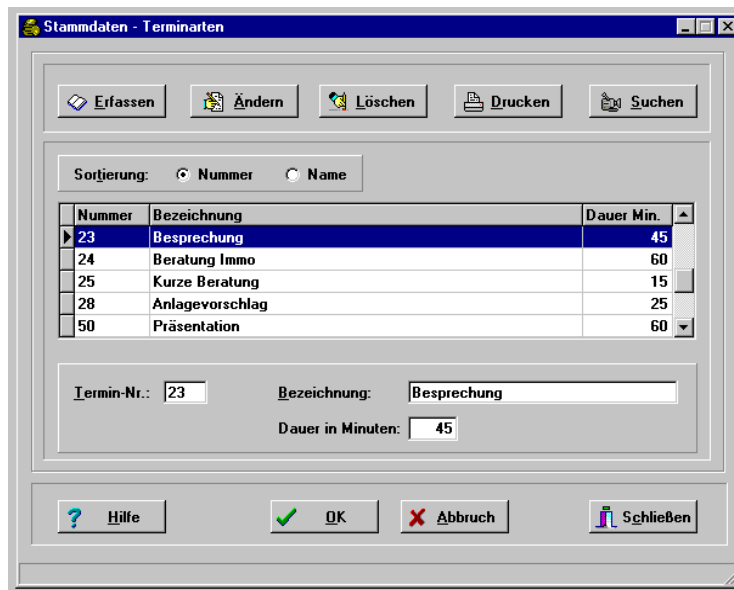 Stammdaten - Terminarten
Erfassen Ändern Löschen Drucken Suchen
Sortierung: Nummer Name
Nummer Bezeichnung Dauer Min.
23 Besprechung 45
24 Beratung Immo 60
25 Kurze Beratung 15
28 Anlagevorschlag 25
50 Präsentation 60
Termin-Nr.: 23 Bezeichnung: Besprechung
Dauer in Minuten: 45
? Hilfe OK Abbruch Schließen